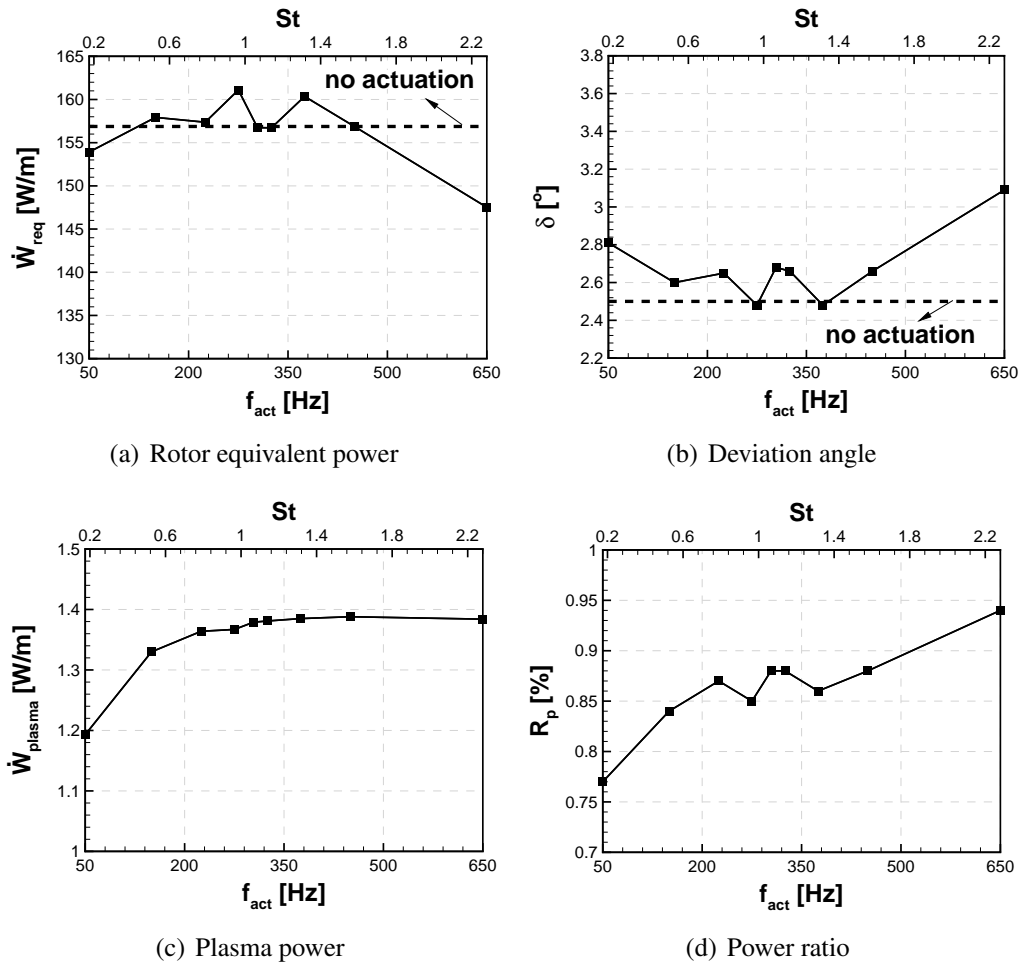 St
0.2 0.6 1 1.4 1.8 2.2
165
160
155
150
145
140
135
130
no actuation
Ẇreq [W/m]
50 200 350 500 650
fact [Hz]
(a) Rotor equivalent power
St
0.2 0.6 1 1.4 1.8 2.2
3.8
3.6
3.4
3.2
3
2.8
2.6
2.4
2.2
no actuation
δ [º]
50 200 350 500 650
fact [Hz]
(b) Deviation angle
St
0.2 0.6 1 1.4 1.8 2.2
1.5
1.4
1.3
1.2
1.1
1
Ẇplasma [W/m]
50 200 350 500 650
fact [Hz]
(c) Plasma power
St
0.2 0.6 1 1.4 1.8 2.2
1
0.95
0.9
0.85
0.8
0.75
0.7
Rp [%]
50 200 350 500 650
fact [Hz]
(d) Power ratio